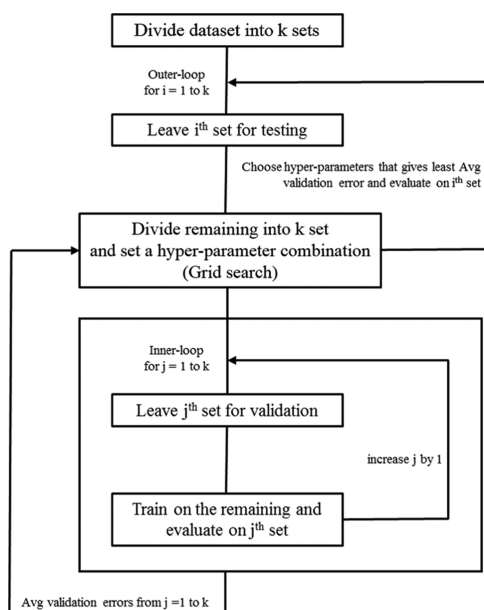 Divide dataset into k sets
Outer-loop
for i = 1 to k
Leave ith set for testing
Choose hyper-parameters that gives least Avg
validation error and evaluate on ith set
Divide remaining into k set
and set a hyper-parameter combination
(Grid search)
Inner-loop
for j = 1 to k
Leave jth set for validation
increase j by 1
Train on the remaining and
evaluate on jth set
Avg validation errors from j =1 to k